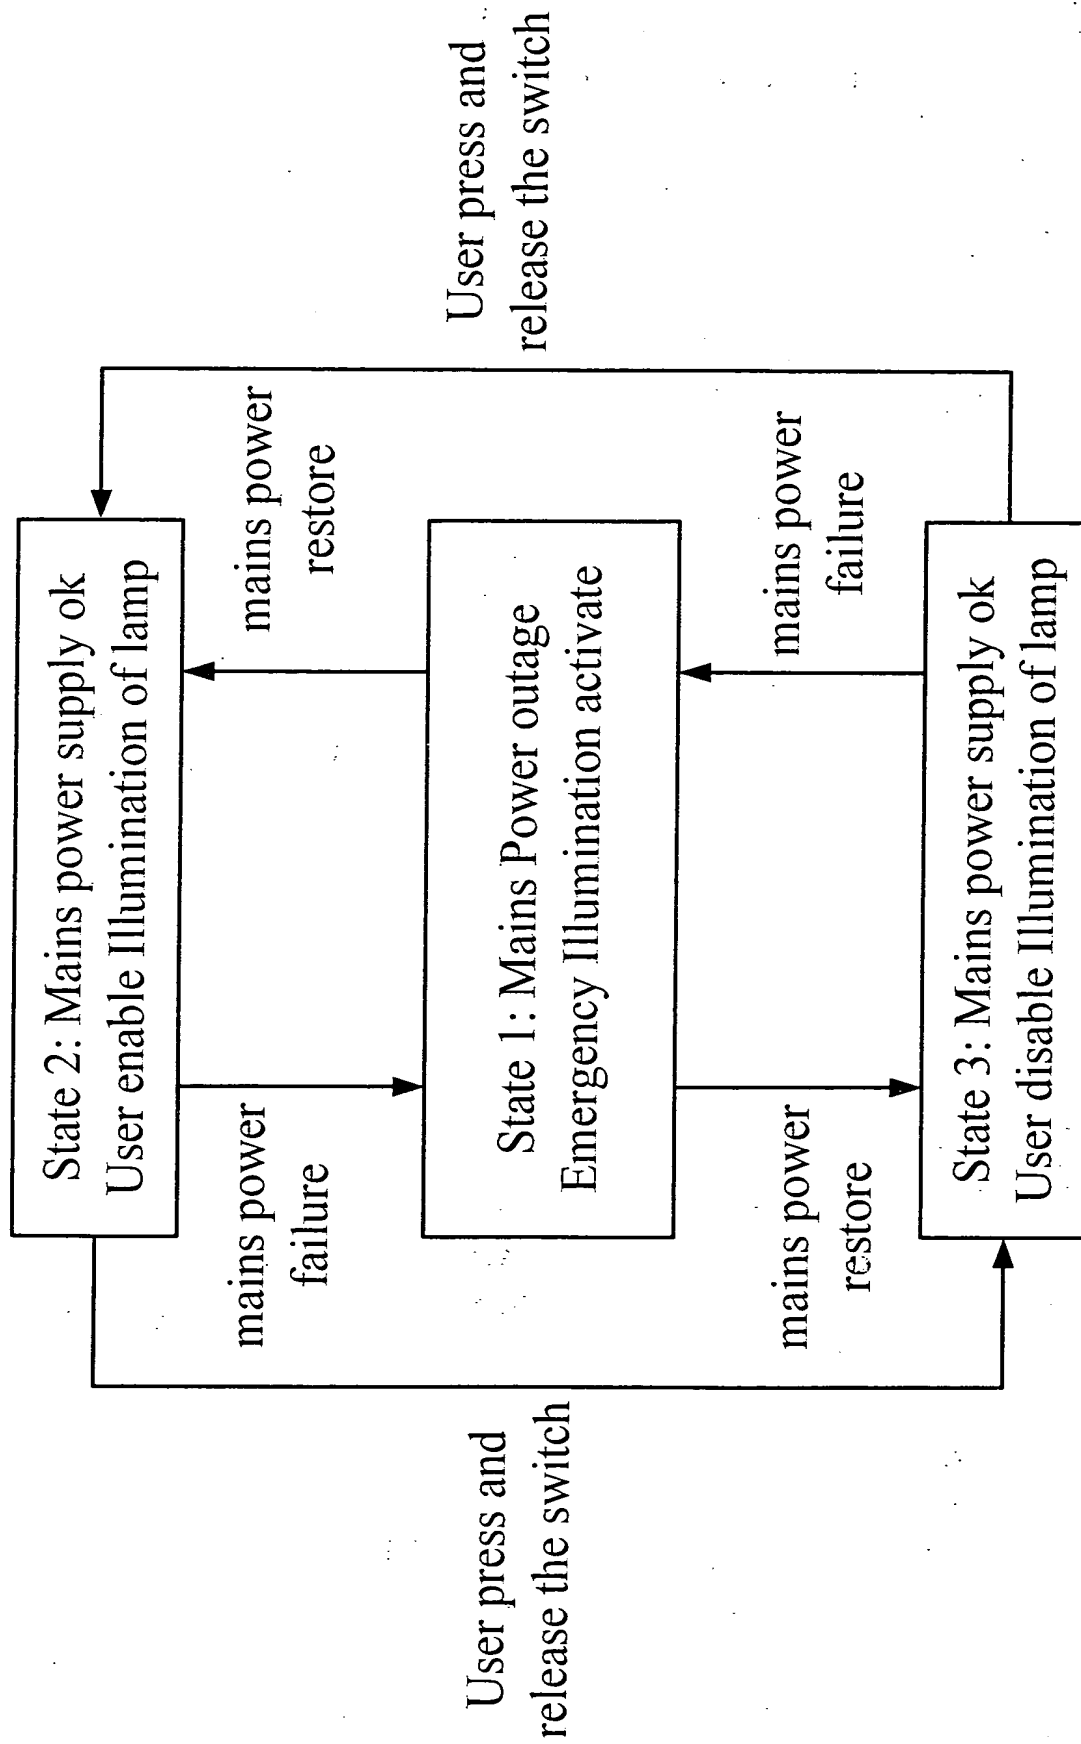 State 2: Mains power supply ok
User enable Illumination of lamp
mains power
failure
mains power
restore
User press and
release the switch
State 1: Mains Power outage
Emergency Illumination activate
User press and
release the switch
mains power
restore
mains power
failure
State 3: Mains power supply ok
User disable Illumination of lamp